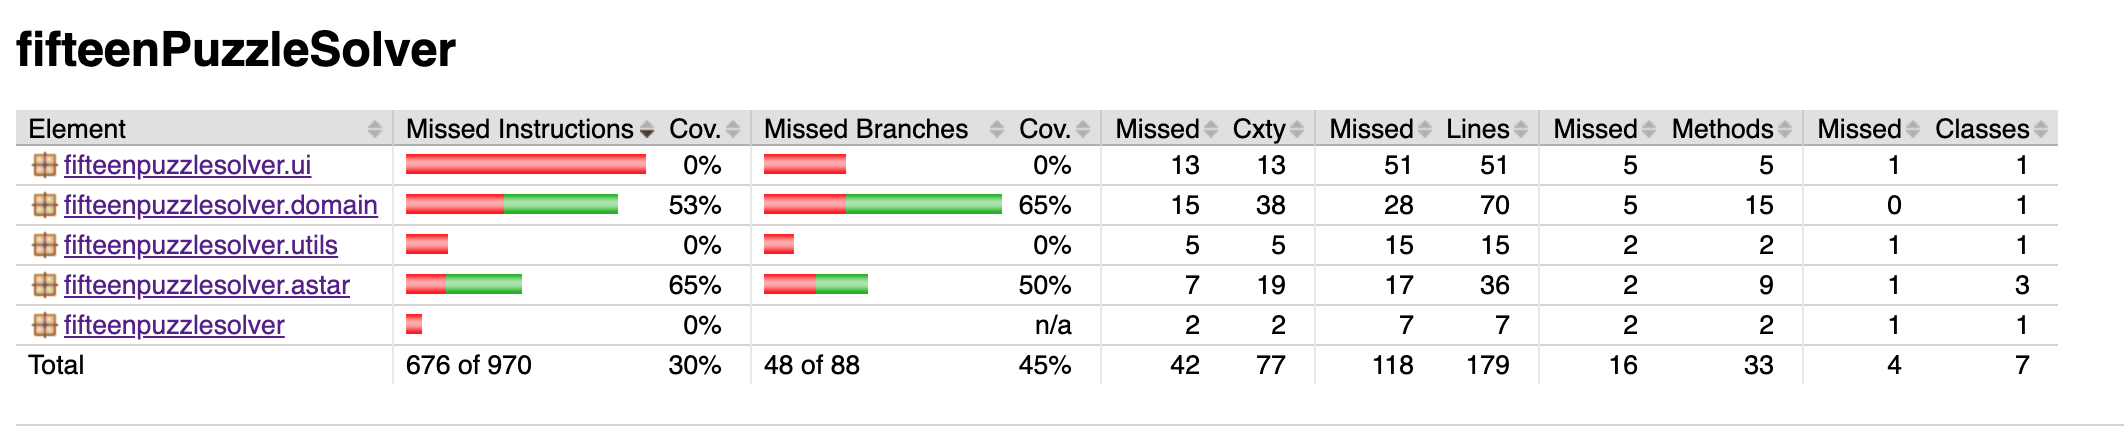 fifteenPuzzleSolver
Element Missed Instructions Cov. Missed Branches Cov. Missed Cxty Missed Lines Missed Methods Missed Classes
fifteenpuzzlesolver.ui 0% 0% 13 13 51 51 5 5 1 1
fifteenpuzzlesolver.domain 53% 65% 15 38 28 70 5 15 0 1
fifteenpuzzlesolver.utils 0% 0% 5 5 15 15 2 2 1 1
fifteenpuzzlesolver.astar 65% 50% 7 19 17 36 2 9 1 3
fifteenpuzzlesolver 0% n/a 2 2 7 7 2 2 1 1
Total 676 of 970 30% 48 of 88 45% 42 77 118 179 16 33 4 7